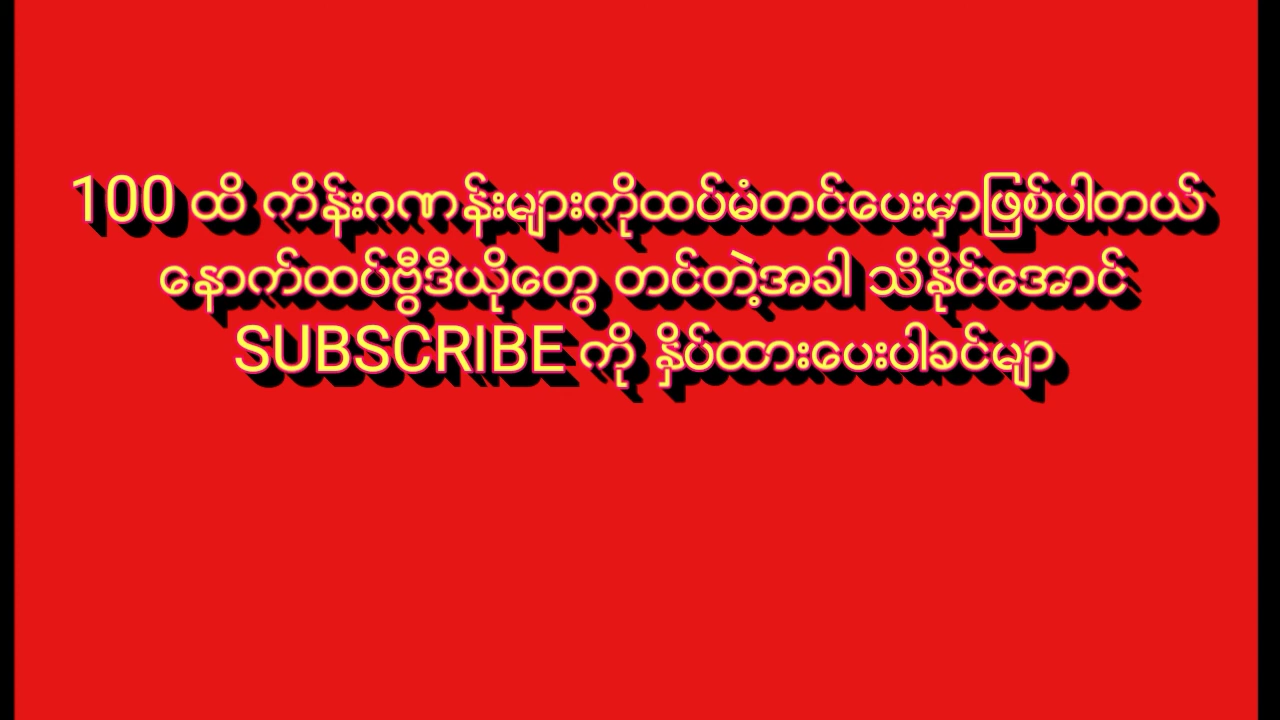 100 ထိ ကိန်းဂဏန်းများကိုထပ်မံတင်ပေးမှာဖြစ်ပါတယ်
နောက်ထပ်ဗွီဒီယိုတွေ တင်တဲ့အခါ သိနိုင်အောင်
SUBSCRIBE ကို နှိပ်ထားပေးပါခင်မျာ